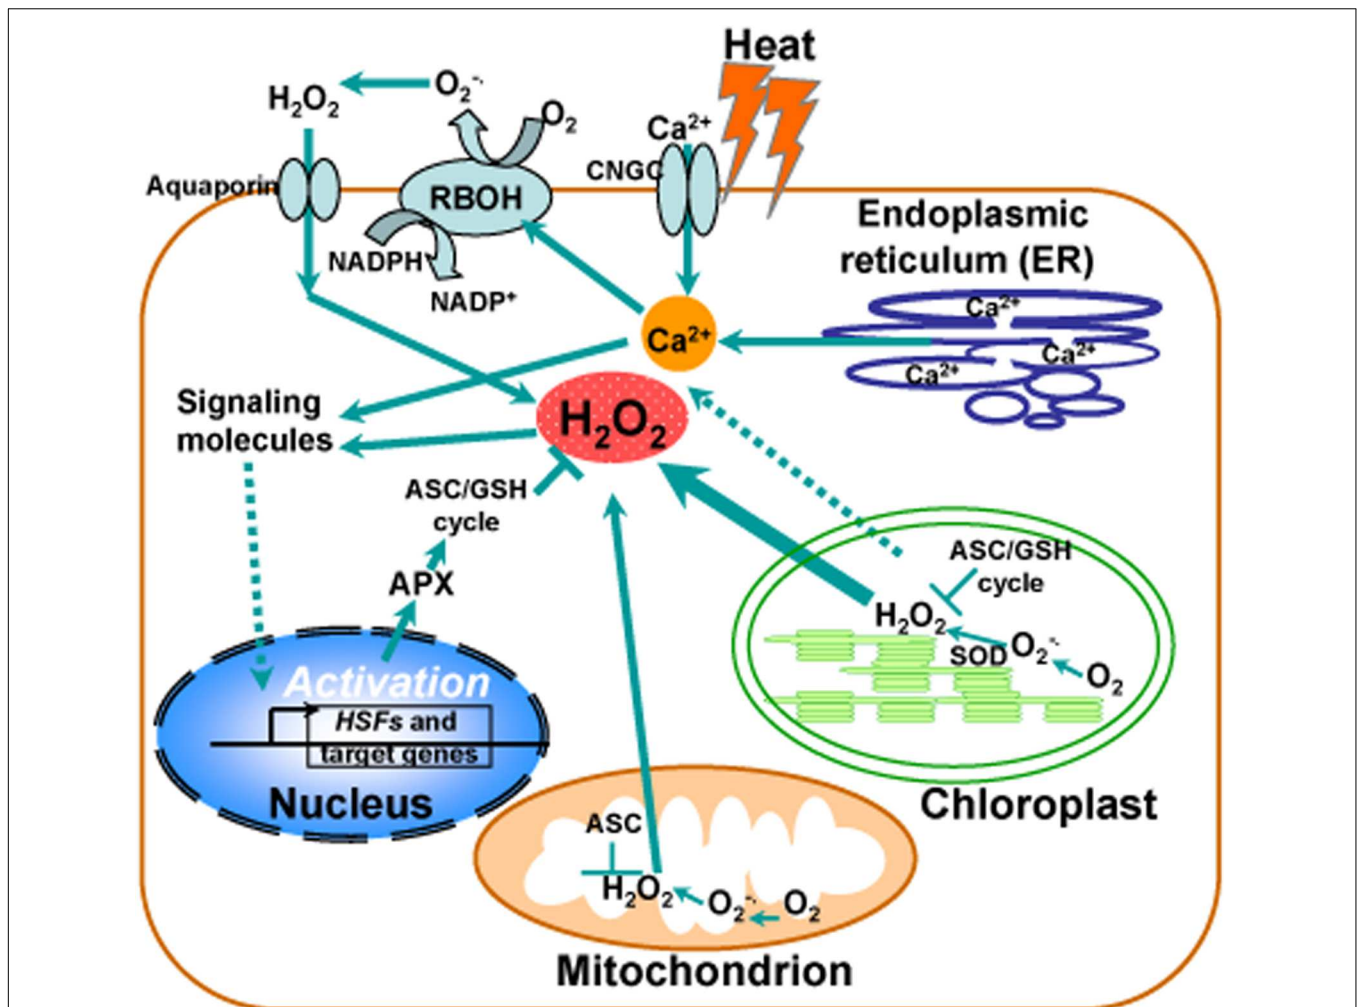 Heat
H₂O₂
O₂⁻·
O₂
Ca²⁺
Aquaporin
RBOH
CNGC
NADPH
NADP⁺
Endoplasmic
reticulum (ER)
Ca²⁺
Ca²⁺
Ca²⁺
Ca²⁺
Signaling
molecules
H₂O₂
ASC/GSH
cycle
APX
ASC/GSH
cycle
H₂O₂
O₂⁻·
SOD
O₂
Activation
HSFs and
target genes
Nucleus
Chloroplast
ASC
H₂O₂
O₂⁻·
O₂
Mitochondrion